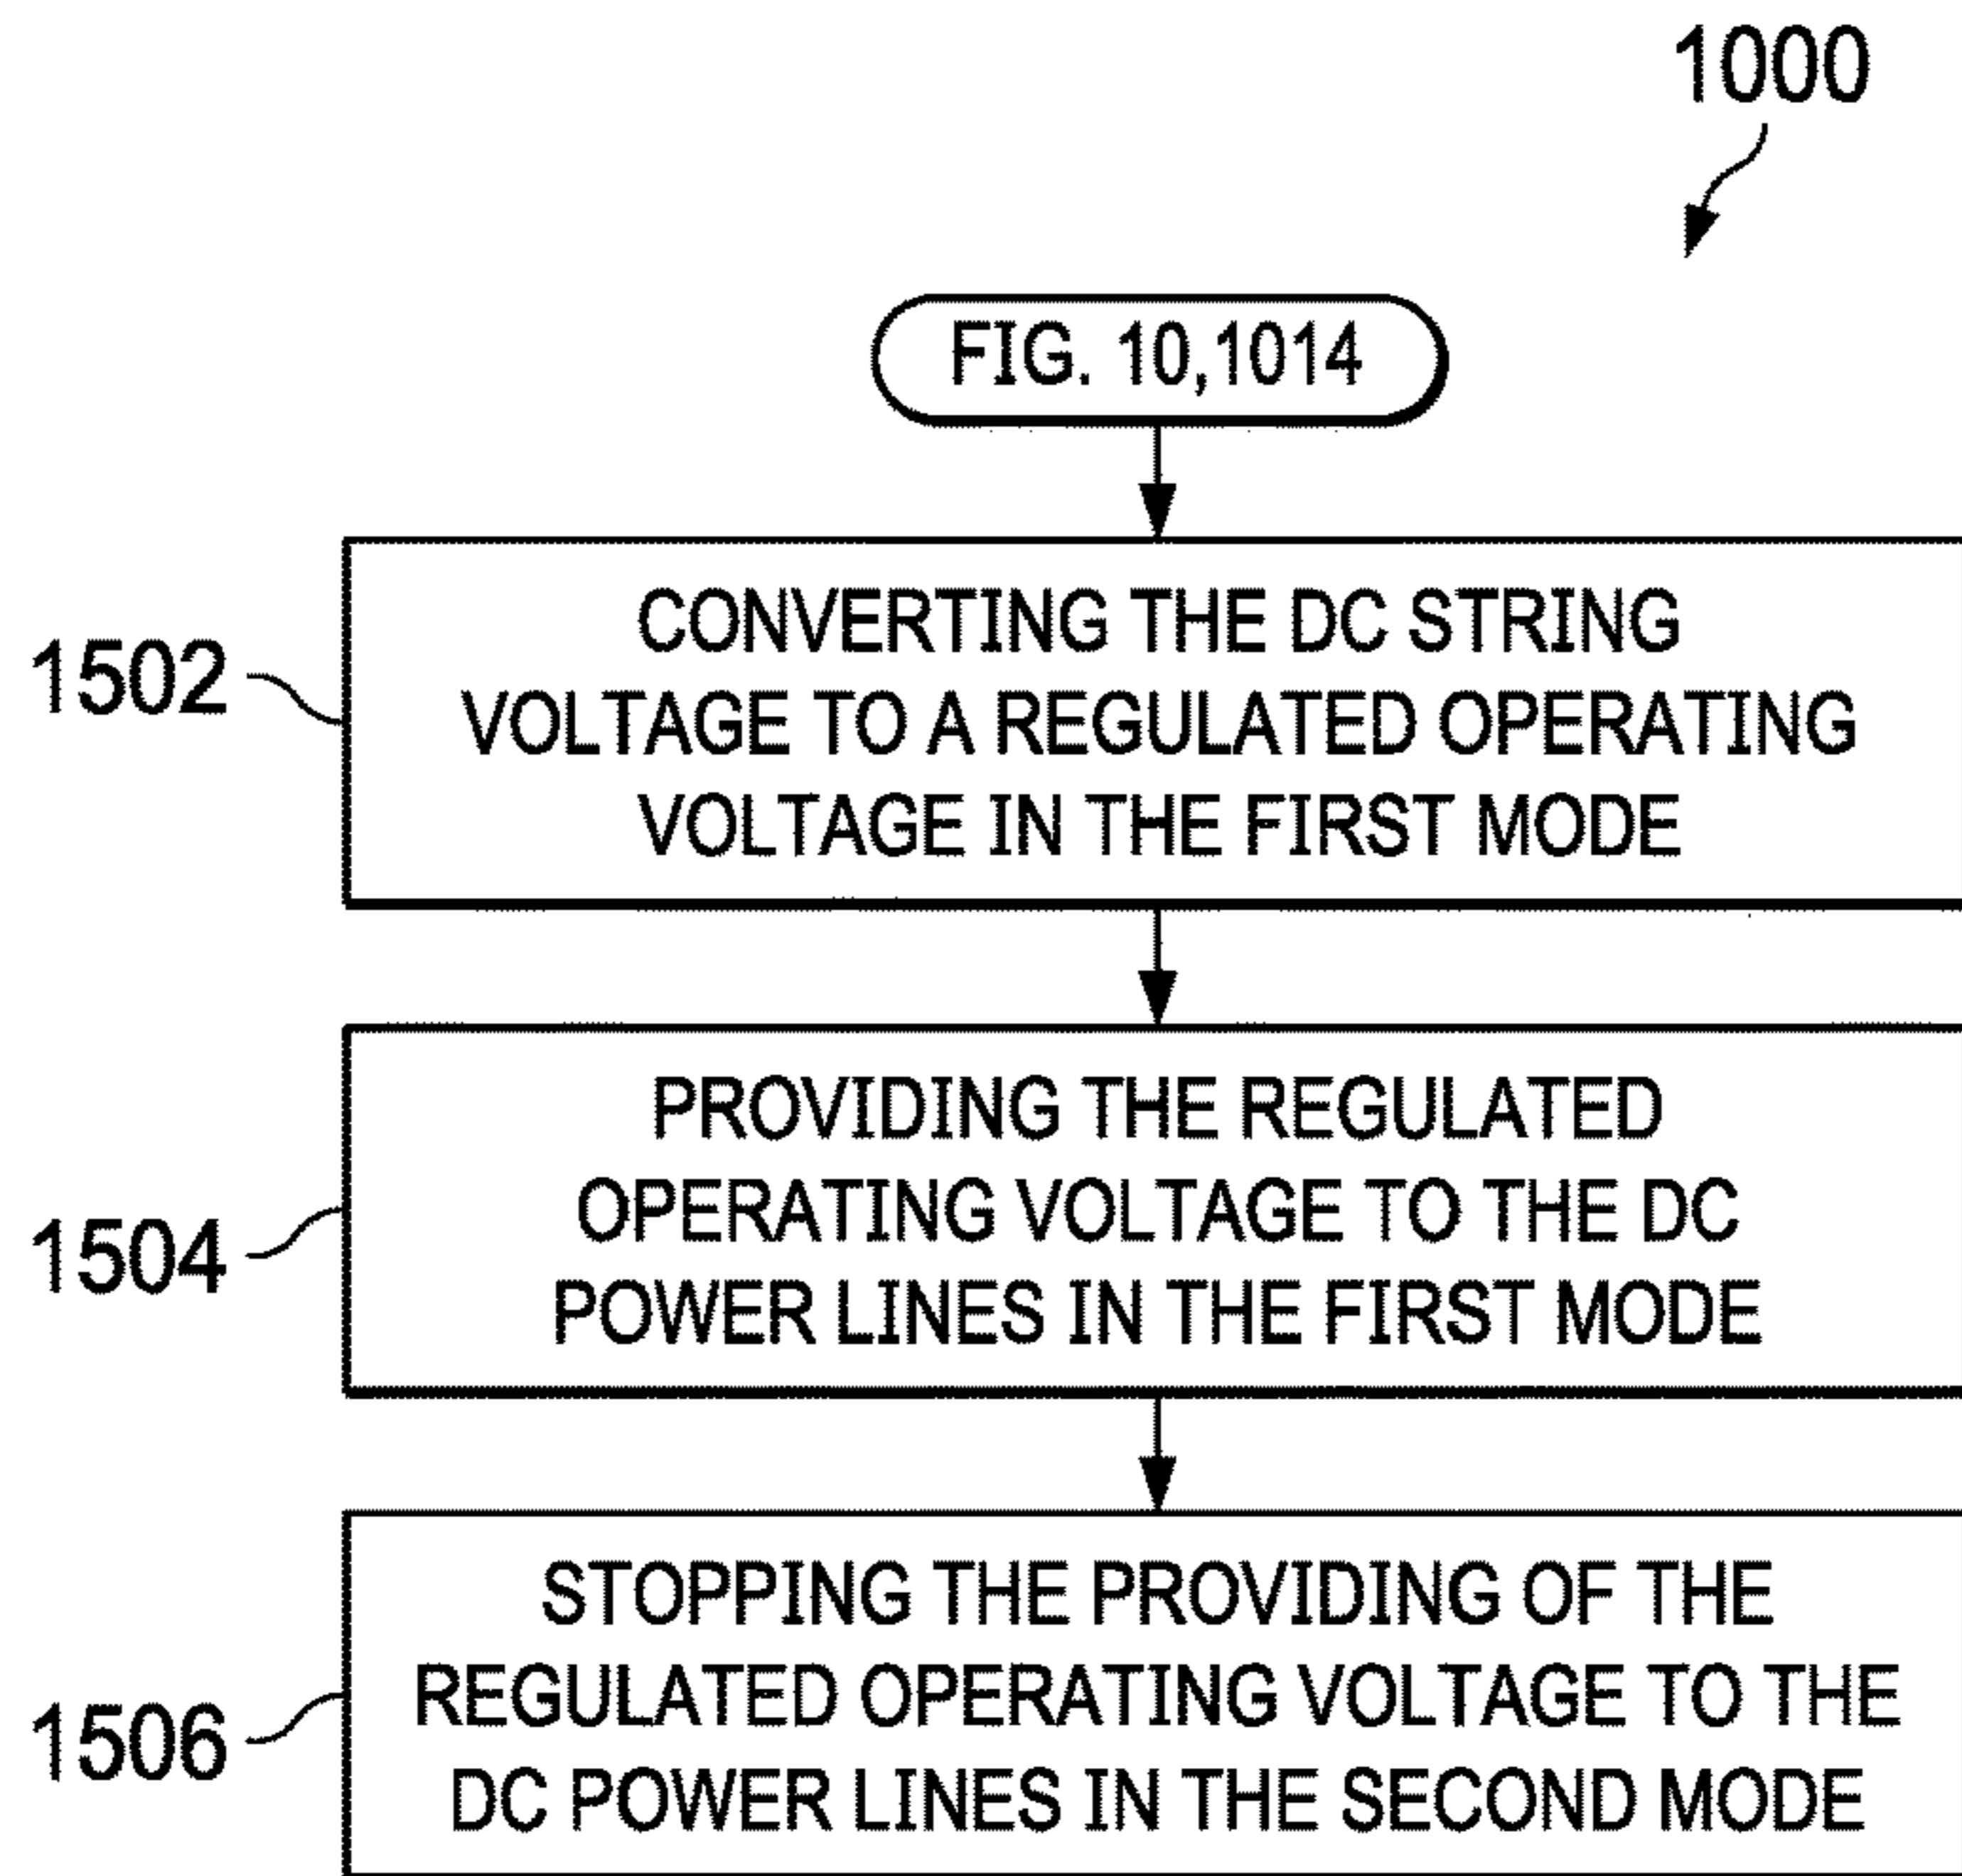 1000
FIG. 10,1014
1502
CONVERTING THE DC STRING
VOLTAGE TO A REGULATED OPERATING
VOLTAGE IN THE FIRST MODE
1504
PROVIDING THE REGULATED
OPERATING VOLTAGE TO THE DC
POWER LINES IN THE FIRST MODE
1506
STOPPING THE PROVIDING OF THE
REGULATED OPERATING VOLTAGE TO THE
DC POWER LINES IN THE SECOND MODE